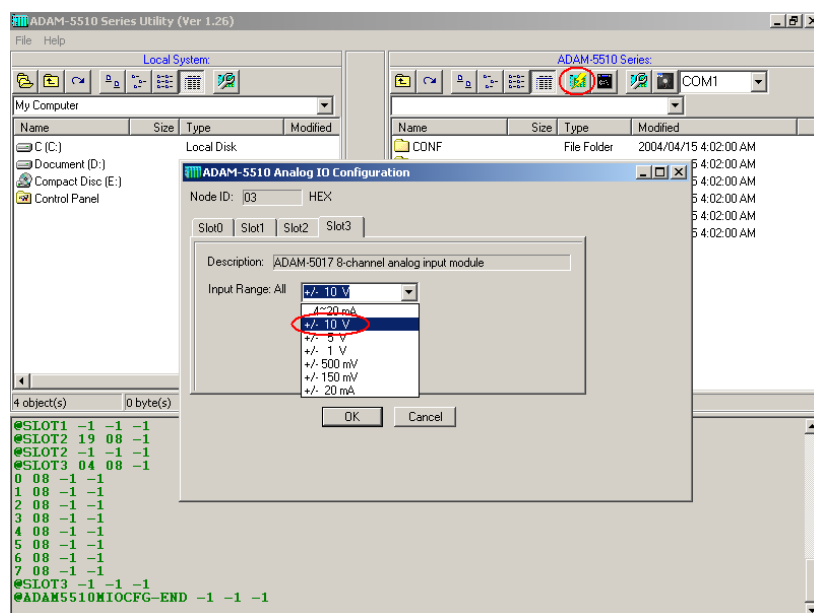 ADAM-5510 Series Utility (Ver 1.26)
File Help
Local System:
ADAM-5510 Series:
COM1
My Computer
Name Size Type Modified
C (C:) Local Disk
Document (D:)
Compact Disc (E:)
Control Panel
4 object(s) 0 byte(s)
Name Size Type Modified
CONF File Folder 2004/04/15 4:02:00 AM
5 4:02:00 AM
5 4:02:00 AM
5 4:02:00 AM
5 4:02:00 AM
5 4:02:00 AM
ADAM-5510 Analog IO Configuration
Node ID: 03 HEX
Slot0 Slot1 Slot2 Slot3
Description: ADAM-5017 8-channel analog input module
Input Range: All +/- 10 V
4~20 mA
+/- 10 V
+/- 5 V
+/- 1 V
+/- 500 mV
+/- 150 mV
+/- 20 mA
OK Cancel
@SLOT1 -1 -1 -1
@SLOT2 19 08 -1
@SLOT2 -1 -1 -1
@SLOT3 04 08 -1
0 08 -1 -1
1 08 -1 -1
2 08 -1 -1
3 08 -1 -1
4 08 -1 -1
5 08 -1 -1
6 08 -1 -1
7 08 -1 -1
@SLOT3 -1 -1 -1
@ADAM5510MIOCFG-END -1 -1 -1